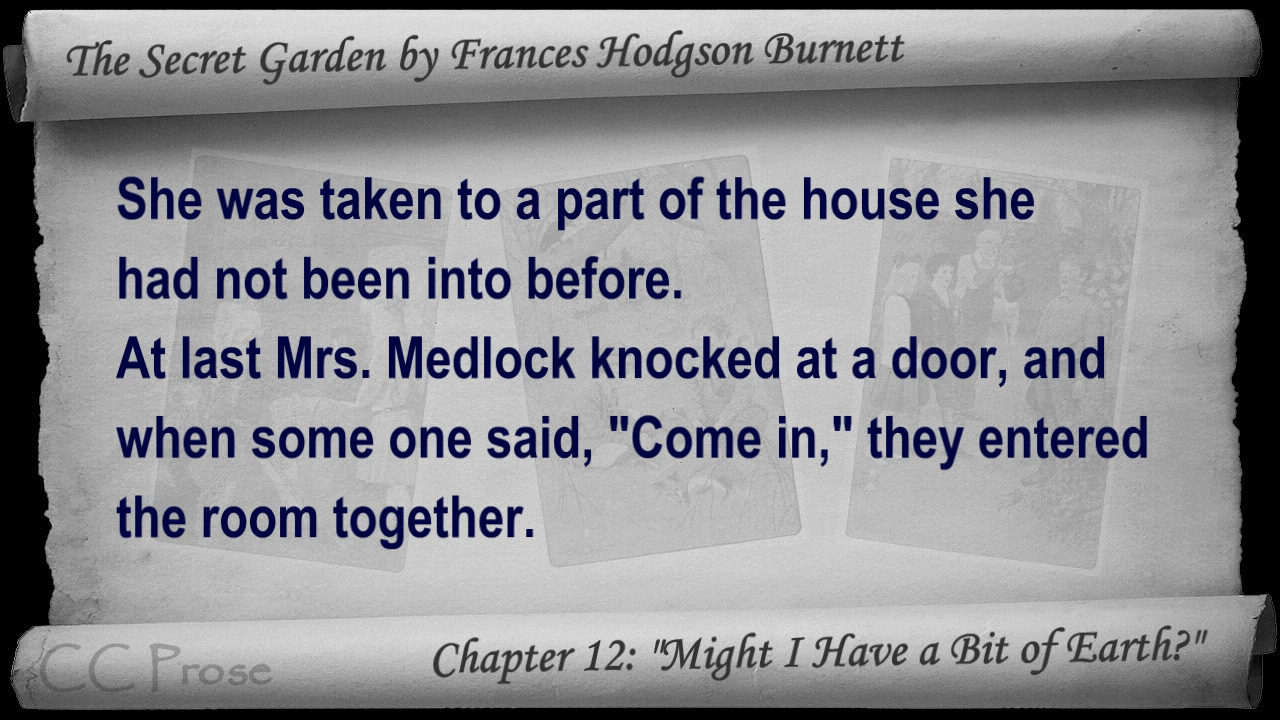 The Secret Garden by Frances Hodgson Burnett
She was taken to a part of the house she
had not been into before.
At last Mrs. Medlock knocked at a door, and
when some one said, "Come in," they entered
the room together.
CC Prose
Chapter 12: "Might I Have a Bit of Earth?"